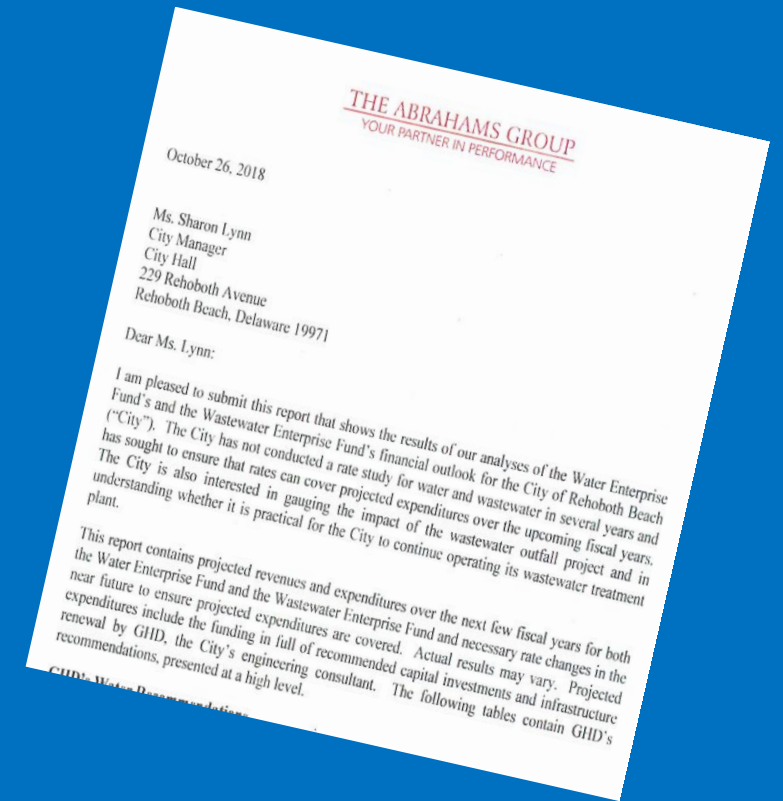 THE ABRAHAMS GROUP
YOUR PARTNER IN PERFORMANCE
October 26, 2018
Ms. Sharon Lynn
City Manager
City Hall
229 Rehoboth Avenue
Rehoboth Beach, Delaware 19971
Dear Ms. Lynn:
I am pleased to submit this report that shows the results of our analyses of the Water Enterprise
Fund's and the Wastewater Enterprise Fund's financial outlook for the City of Rehoboth Beach
("City"). The City has not conducted a rate study for water and wastewater in several years and
has sought to ensure that rates can cover projected expenditures over the upcoming fiscal years.
The City is also interested in gauging the impact of the wastewater outfall project and in
understanding whether it is practical for the City to continue operating its wastewater treatment
plant.
This report contains projected revenues and expenditures over the next few fiscal years for both
the Water Enterprise Fund and the Wastewater Enterprise Fund and necessary rate changes in the
near future to ensure projected expenditures are covered. Actual results may vary. Projected
expenditures include the funding in full of recommended capital investments and infrastructure
renewal by GHD, the City's engineering consultant. The following tables contain GHD's
recommendations, presented at a high level.
GHD's Water Recommendations